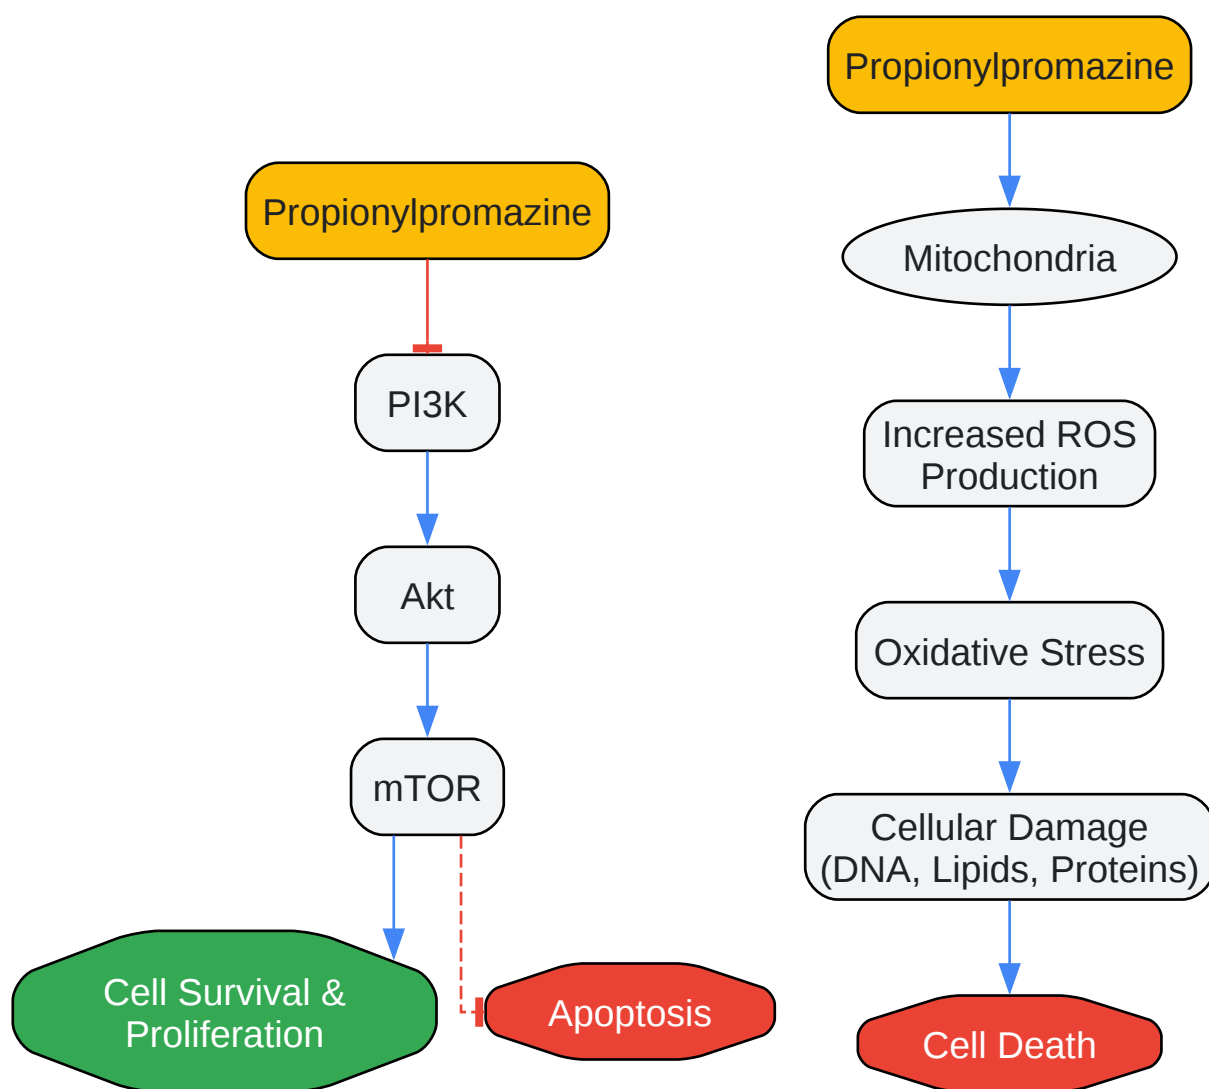 Propionylpromazine
PI3K
Akt
mTOR
Cell Survival &
Proliferation
Apoptosis
Propionylpromazine
Mitochondria
Increased ROS
Production
Oxidative Stress
Cellular Damage
(DNA, Lipids, Proteins)
Cell Death